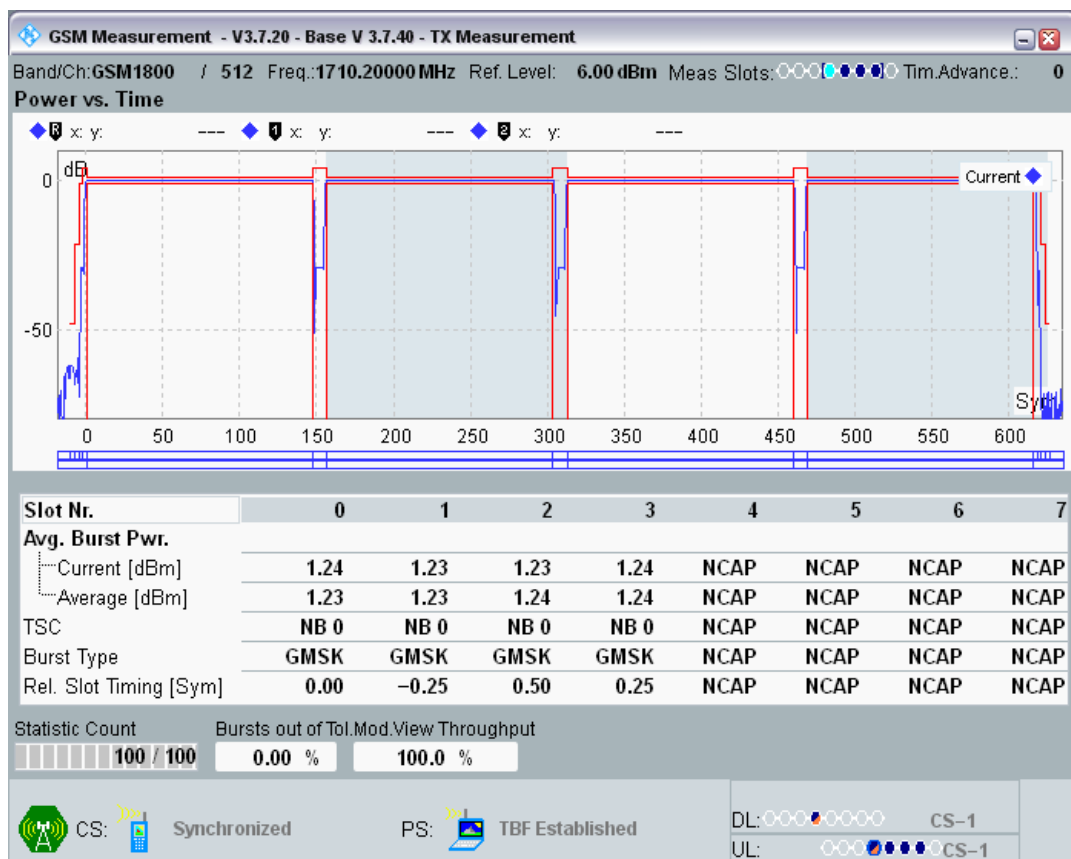 GSM Measurement - V3.7.20 - Base V 3.7.40 - TX Measurement
Band/Ch:GSM1800 / 512 Freq.:1710.20000 MHz Ref. Level: 6.00 dBm Meas Slots: Tim.Advance.: 0
Power vs. Time
R x: y: --- 1 x: y: --- 2 x: y: ---
dB
Current
0
-50
Sym
0 50 100 150 200 250 300 350 400 450 500 550 600
Slot Nr. 0 1 2 3 4 5 6 7
Avg. Burst Pwr.
Current [dBm] 1.24 1.23 1.23 1.24 NCAP NCAP NCAP NCAP
Average [dBm] 1.23 1.23 1.24 1.24 NCAP NCAP NCAP NCAP
TSC NB 0 NB 0 NB 0 NB 0 NCAP NCAP NCAP NCAP
Burst Type GMSK GMSK GMSK GMSK NCAP NCAP NCAP NCAP
Rel. Slot Timing [Sym] 0.00 −0.25 0.50 0.25 NCAP NCAP NCAP NCAP
Statistic Count Bursts out of Tol.Mod.View Throughput
100 / 100 0.00 % 100.0 %
CS: Synchronized PS: TBF Established
DL: CS−1
UL: CS−1